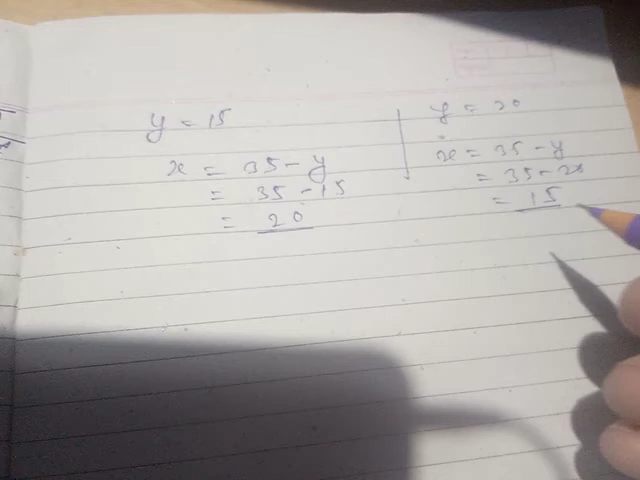 y = 15
x = 35 - y
= 35 - 15
= 20
y = 20
x = 35 - y
= 35 - 20
= 15